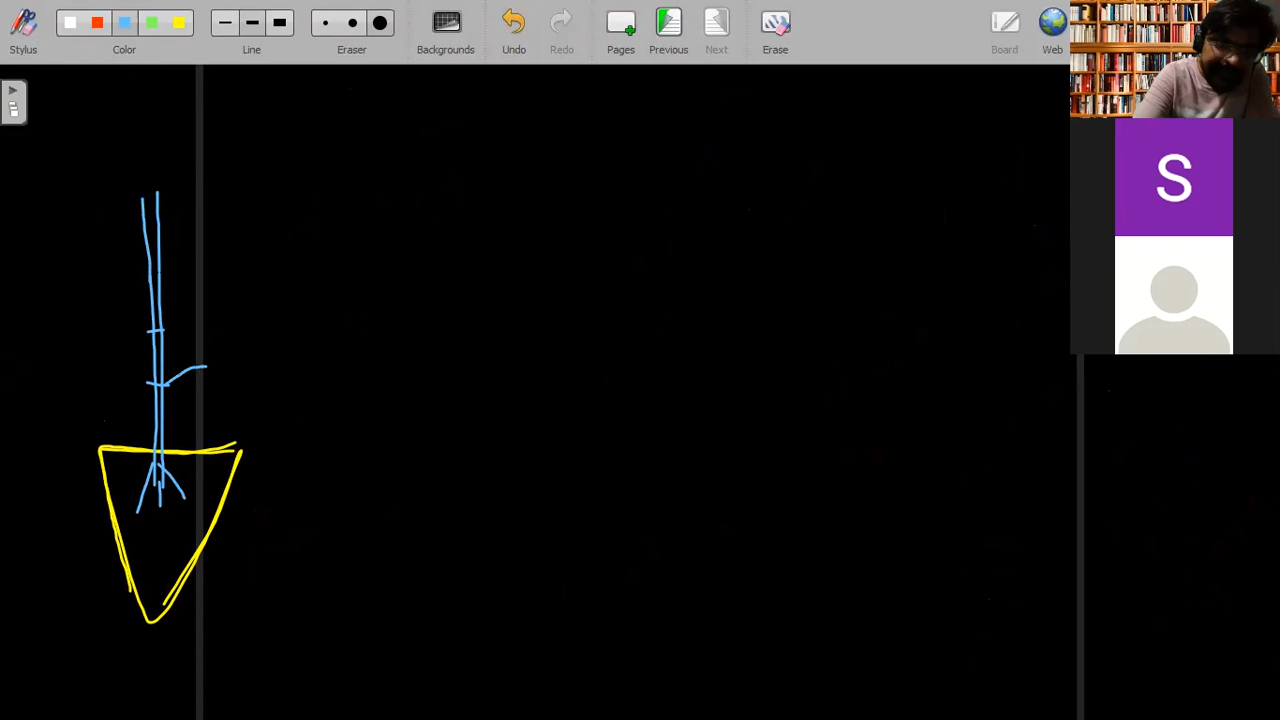 Stylus
Color
Line
Eraser
Backgrounds
Undo
Redo
Pages
Previous
Next
Erase
Board
Web
S